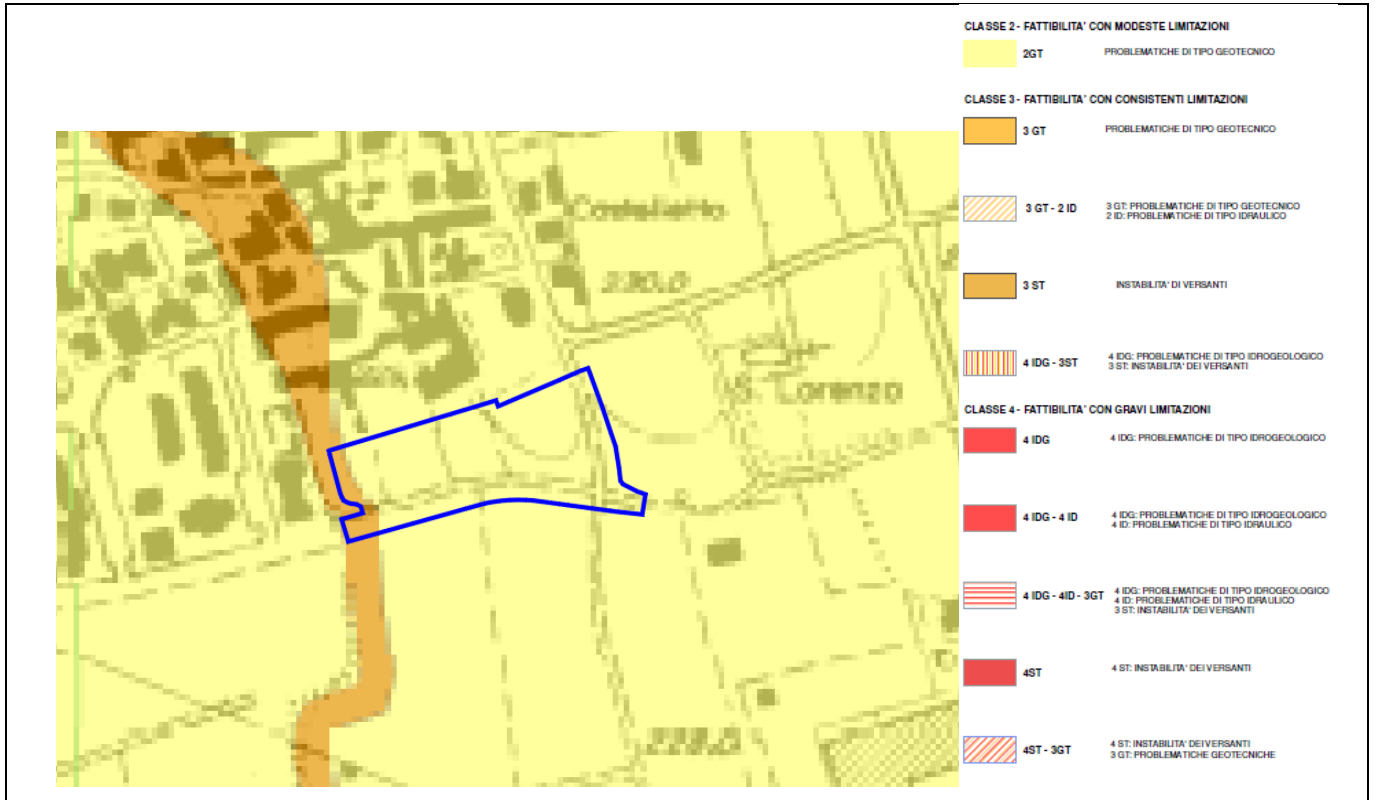 CLASSE 2 - FATTIBILITA' CON MODESTE LIMITAZIONI
2GT PROBLEMATICHE DI TIPO GEOTECNICO
CLASSE 3 - FATTIBILITA' CON CONSISTENTI LIMITAZIONI
3 GT PROBLEMATICHE DI TIPO GEOTECNICO
3 GT - 2 ID 3 GT: PROBLEMATICHE DI TIPO GEOTECNICO
2 ID: PROBLEMATICHE DI TIPO IDRAULICO
3 ST INSTABILITA' DI VERSANTI
4 IDG - 3ST 4 IDG: PROBLEMATICHE DI TIPO IDROGEOLOGICO
3 ST: INSTABILITA' DEI VERSANTI
CLASSE 4 - FATTIBILITA' CON GRAVI LIMITAZIONI
4 IDG 4 IDG: PROBLEMATICHE DI TIPO IDROGEOLOGICO
4 IDG - 4 ID 4 IDG: PROBLEMATICHE DI TIPO IDROGEOLOGICO
4 ID: PROBLEMATICHE DI TIPO IDRAULICO
4 IDG - 4ID - 3GT 4 IDG: PROBLEMATICHE DI TIPO IDROGEOLOGICO
4 ID: PROBLEMATICHE DI TIPO IDRAULICO
3 ST: INSTABILITA' DEI VERSANTI
4ST 4 ST: INSTABILITA' DEI VERSANTI
4ST - 3GT 4 ST: INSTABILITA' DEI VERSANTI
3 GT: PROBLEMATICHE GEOTECNICHE
Lorenzo